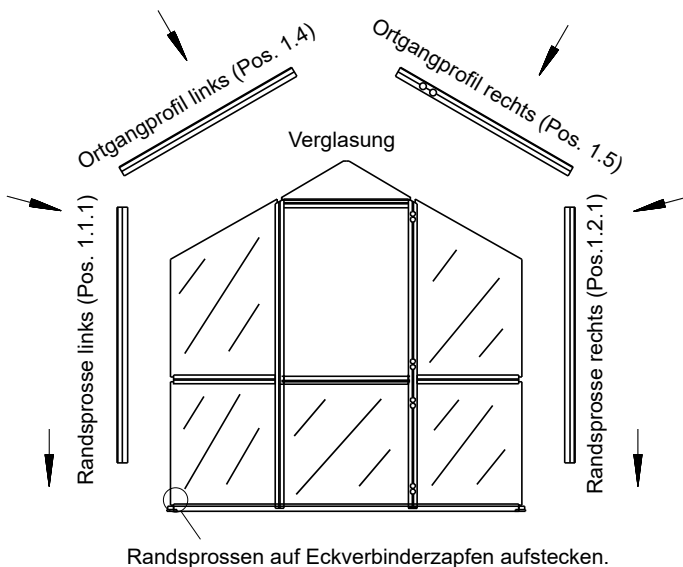 Ortgangprofil links (Pos. 1.4)
Ortgangprofil rechts (Pos. 1.5)
Verglasung
Randsprosse links (Pos. 1.1.1)
Randsprosse rechts (Pos.1.2.1)
Randsprossen auf Eckverbinderzapfen aufstecken.